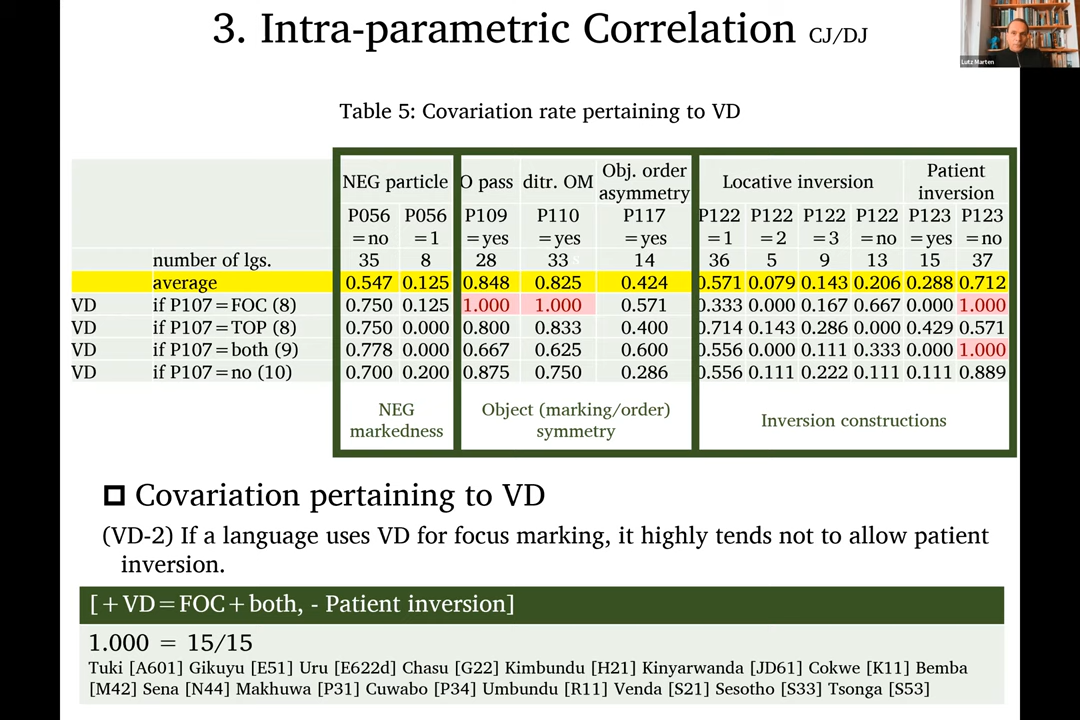 3. Intra-parametric Correlation CJ/DJ
Lutz Marten
Table 5: Covariation rate pertaining to VD
NEG particle O pass ditr. OM Obj. order asymmetry Locative inversion Patient inversion
P056 =no P056 =1 P109 =yes P110 =yes P117 =yes P122 =1 P122 =2 P122 =3 P122 =no P123 =yes P123 =no
number of lgs. 35 8 28 33 14 36 5 9 13 15 37
average 0.547 0.125 0.848 0.825 0.424 0.571 0.079 0.143 0.206 0.288 0.712
VD if P107=FOC (8) 0.750 0.125 1.000 1.000 0.571 0.333 0.000 0.167 0.667 0.000 1.000
VD if P107=TOP (8) 0.750 0.000 0.800 0.833 0.400 0.714 0.143 0.286 0.000 0.429 0.571
VD if P107=both (9) 0.778 0.000 0.667 0.625 0.600 0.556 0.000 0.111 0.333 0.000 1.000
VD if P107=no (10) 0.700 0.200 0.875 0.750 0.286 0.556 0.111 0.222 0.111 0.111 0.889
NEG markedness
Object (marking/order) symmetry
Inversion constructions
Covariation pertaining to VD
(VD-2) If a language uses VD for focus marking, it highly tends not to allow patient
inversion.
[+VD=FOC+both, - Patient inversion]
1.000 = 15/15
Tuki [A601] Gikuyu [E51] Uru [E622d] Chasu [G22] Kimbundu [H21] Kinyarwanda [JD61] Cokwe [K11] Bemba
[M42] Sena [N44] Makhuwa [P31] Cuwabo [P34] Umbundu [R11] Venda [S21] Sesotho [S33] Tsonga [S53]